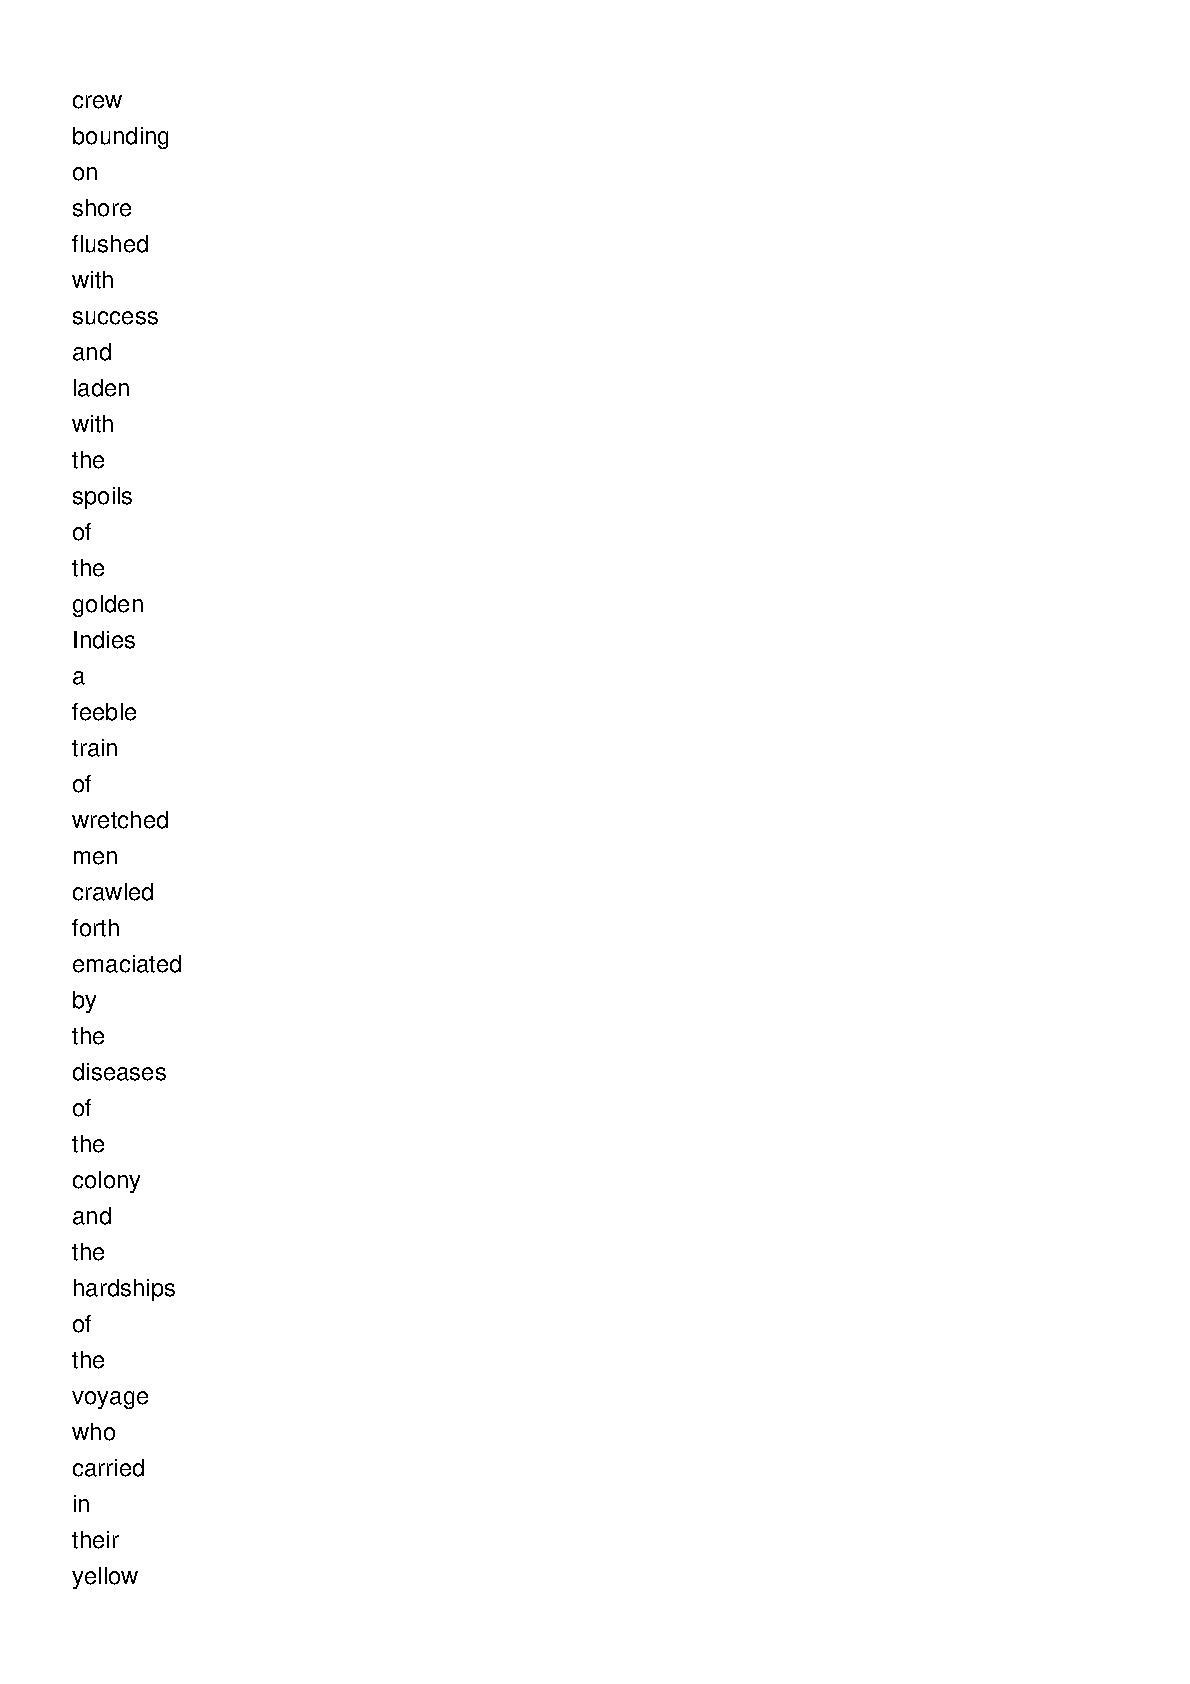 crew
bounding
on
shore
flushed
with
success
and
laden
with
the
spoils
of
the
golden
Indies
a
feeble
train
of
wretched
men
crawled
forth
emaciated
by
the
diseases
of
the
colony
and
the
hardships
of
the
voyage
who
carried
in
their
yellow